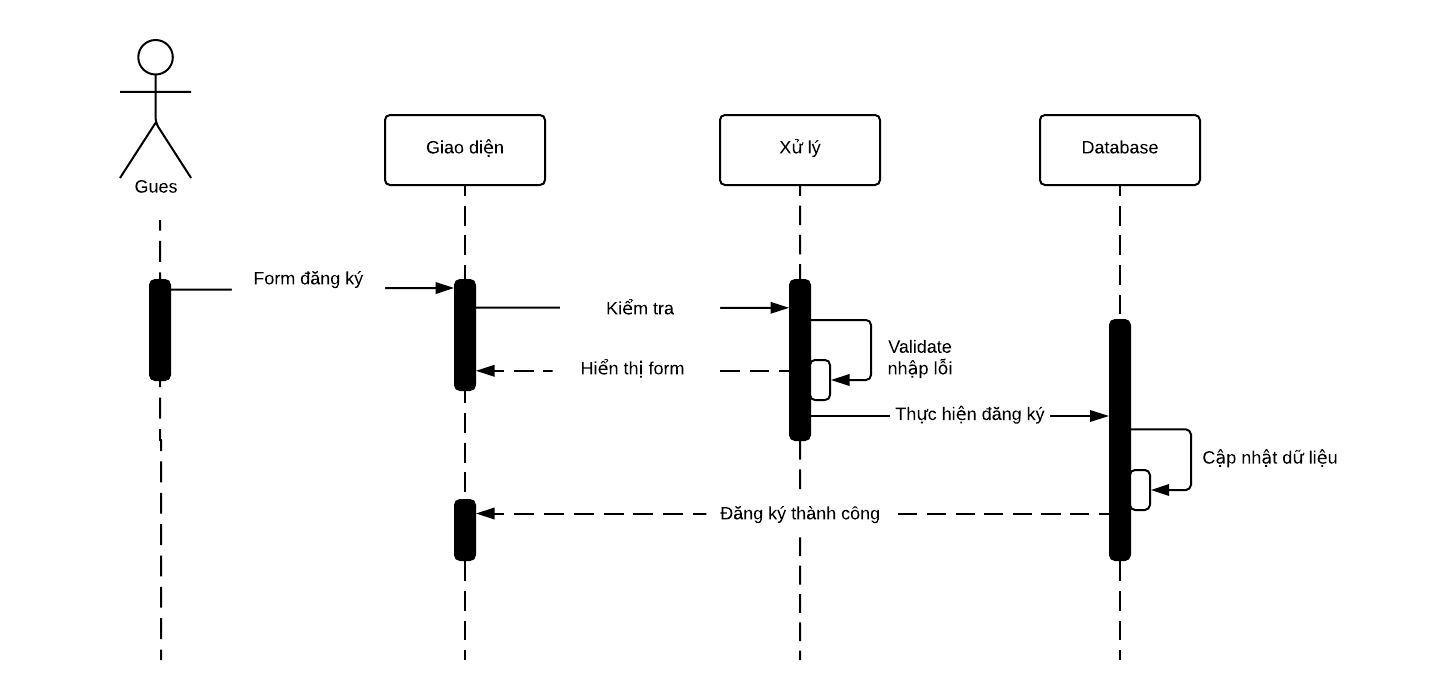 Gues
Giao diện
Xử lý
Database
Form đăng ký
Kiểm tra
Validate
nhập lỗi
Hiển thị form
Thực hiện đăng ký
Cập nhật dữ liệu
Đăng ký thành công